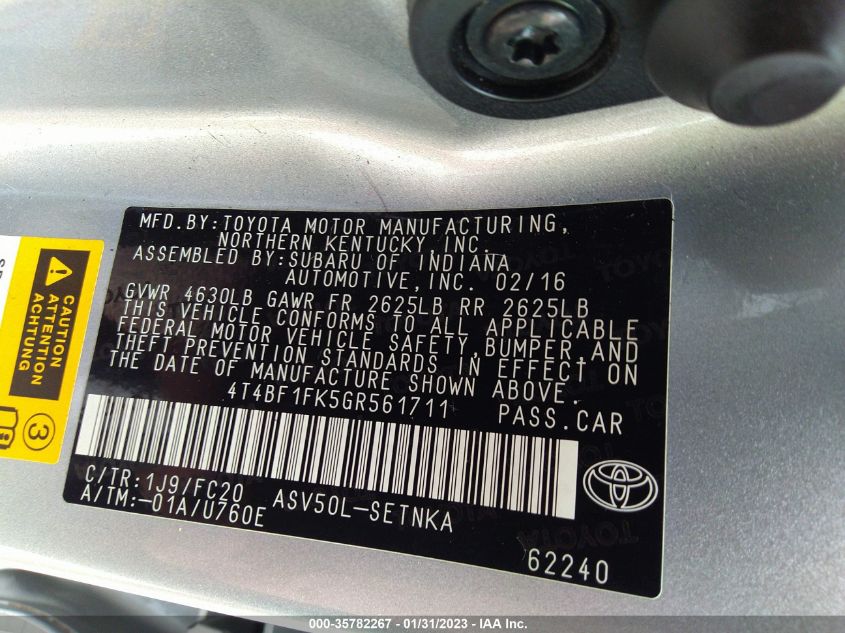 MFD.BY:TOYOTA MOTOR MANUFACTURING,
NORTHERN KENTUCKY,INC.
ASSEMBLED BY:SUBARU OF INDIANA
AUTOMOTIVE,INC. 02/16
GVWR 4630LB GAWR FR 2625LB RR 2625LB
THIS VEHICLE CONFORMS TO ALL APPLICABLE
FEDERAL MOTOR VEHICLE SAFETY,BUMPER,AND
THEFT PREVENTION STANDARDS IN EFFECT ON
THE DATE OF MANUFACTURE SHOWN ABOVE.
4T4BF1FK5GR561711
PASS.CAR
C/TR:1J9/FC20
ASV50L-SETNKA
A/TM:-01A/U760E
62240
CAUTION
ATTENTION
ACHTUNG
3
000-35782267 - 01/31/2023 - IAA Inc.